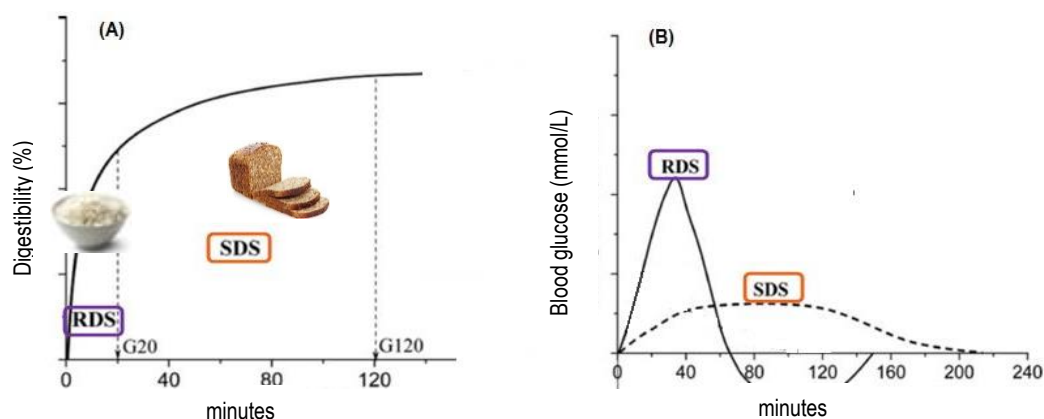 (A)
Digestibility (%)
RDS
SDS
G20
G120
0 40 80 120
minutes
(B)
Blood glucose (mmol/L)
RDS
SDS
0 40 80 120 160 200 240
minutes